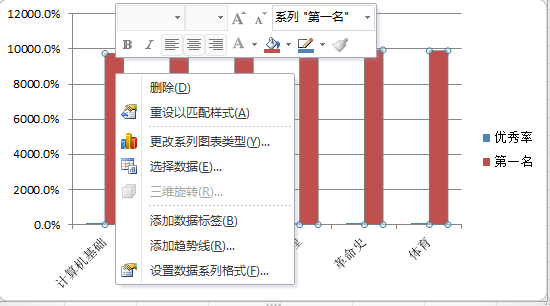 12000.0%
10000.0%
8000.0%
6000.0%
4000.0%
2000.0%
0.0%
系列 "第一名"
A A
B I A
删除(D)
重设以匹配样式(A)
更改系列图表类型(Y)...
选择数据(E)...
三维旋转(R)...
添加数据标签(B)
添加趋势线(R)...
设置数据系列格式(F)...
优秀率
第一名
计算机基础
理
革命史
体育